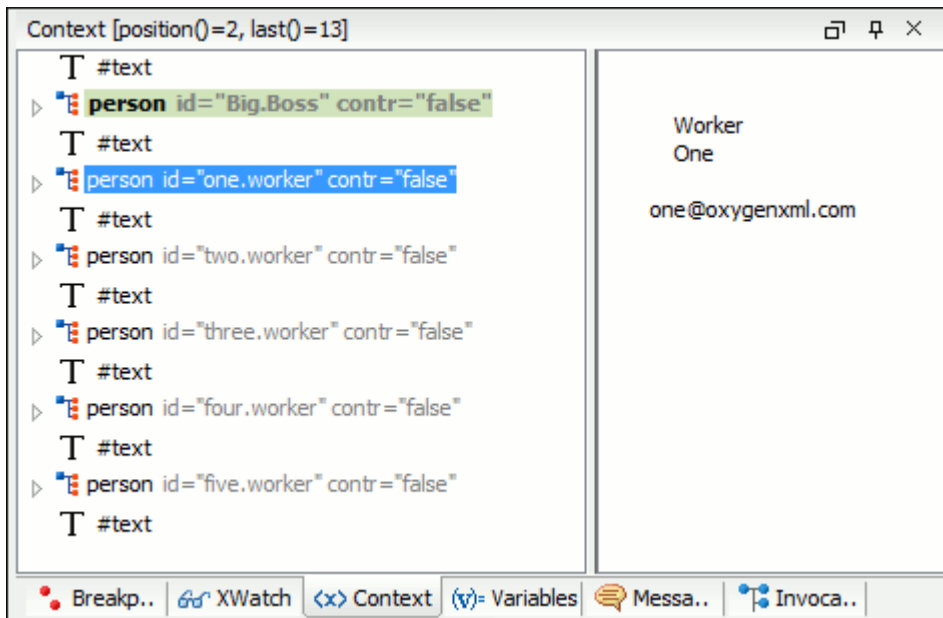 Context [position()=2, last()=13]
T #text
person id="Big.Boss" contr="false"
T #text
person id="one.worker" contr="false"
T #text
person id="two.worker" contr="false"
T #text
person id="three.worker" contr="false"
T #text
person id="four.worker" contr="false"
T #text
person id="five.worker" contr="false"
T #text
Worker
One
one@oxygenxml.com
Breakp.. XWatch <x> Context (v)= Variables Messa.. Invoca..